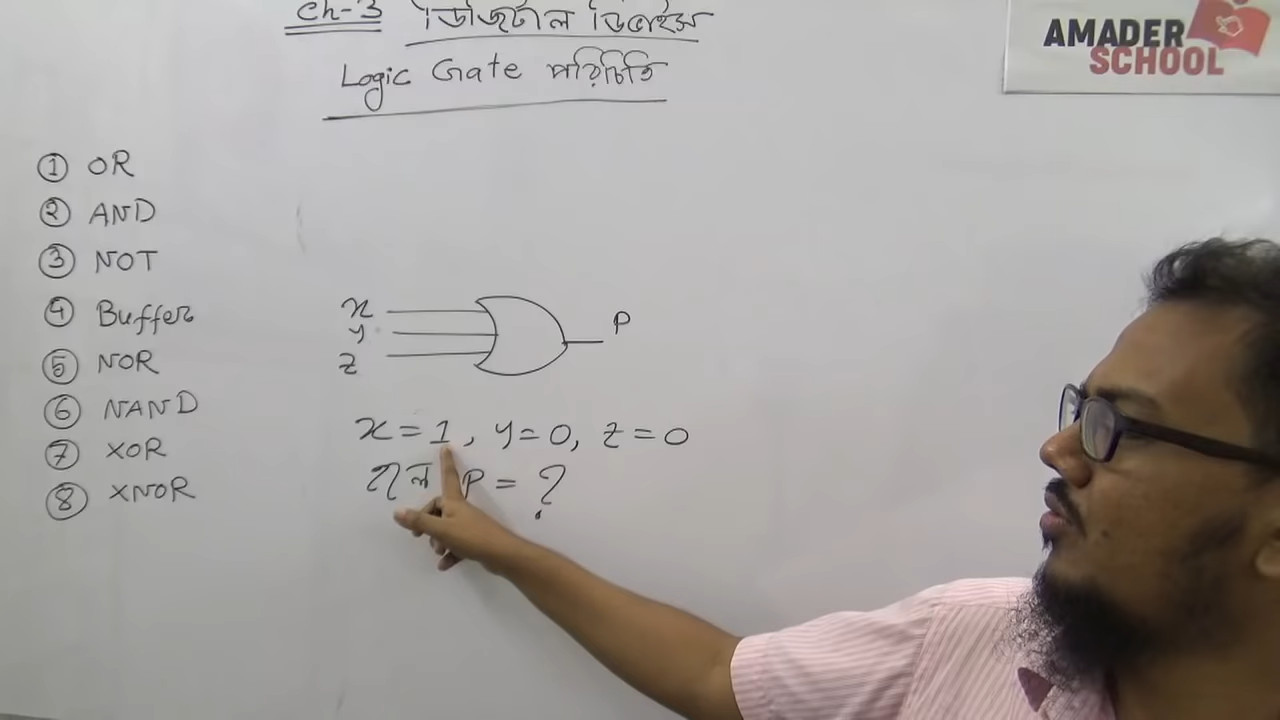 Ch-3 ডিজিটাল ডিভাইস
Logic Gate পরিচিতি
AMADER
SCHOOL
① OR
② AND
③ NOT
④ Buffer
⑤ NOR
⑥ NAND
⑦ XOR
⑧ XNOR
x
y
z
P
x=1, y=0, z=0
হলে P = ?